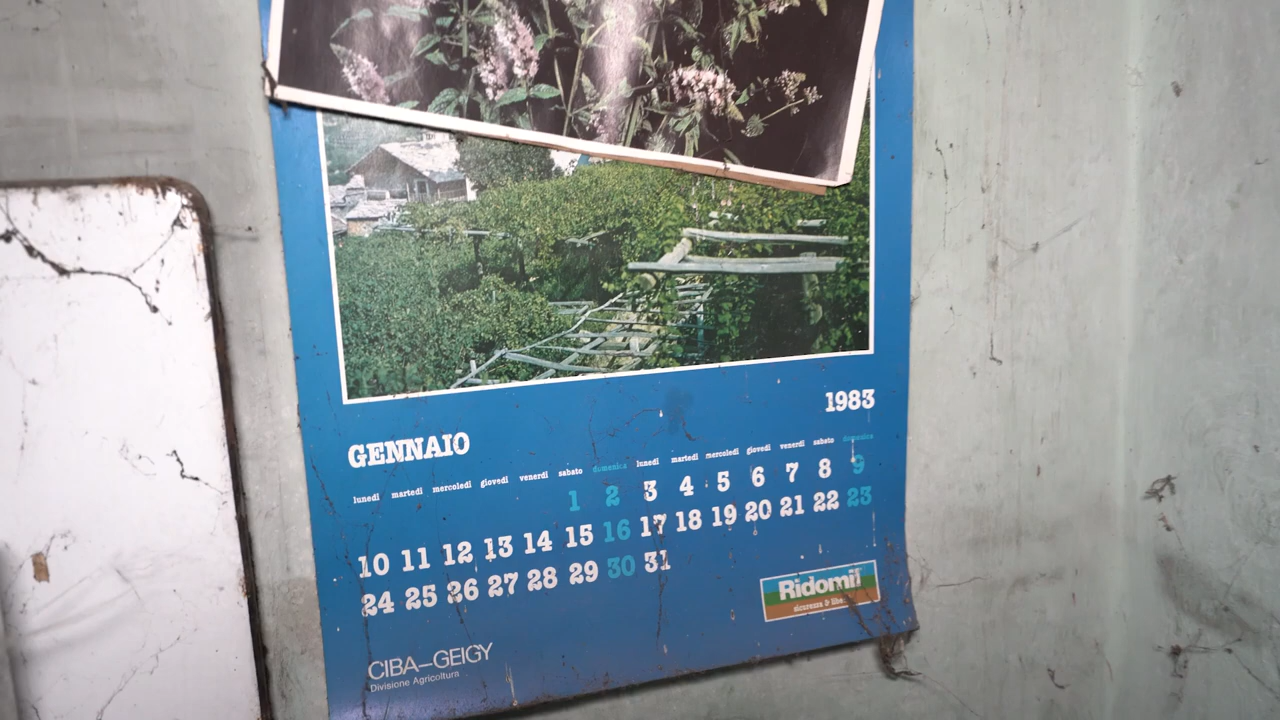 1983
GENNAIO
lunedì martedì mercoledì giovedì venerdì sabato domenica lunedì martedì mercoledì giovedì venerdì sabato domenica
1 2 3 4 5 6 7 8 9
10 11 12 13 14 15 16 17 18 19 20 21 22 23
24 25 26 27 28 29 30 31
Ridomil
sicurezza &
CIBA–GEIGY
Divisione Agricoltura